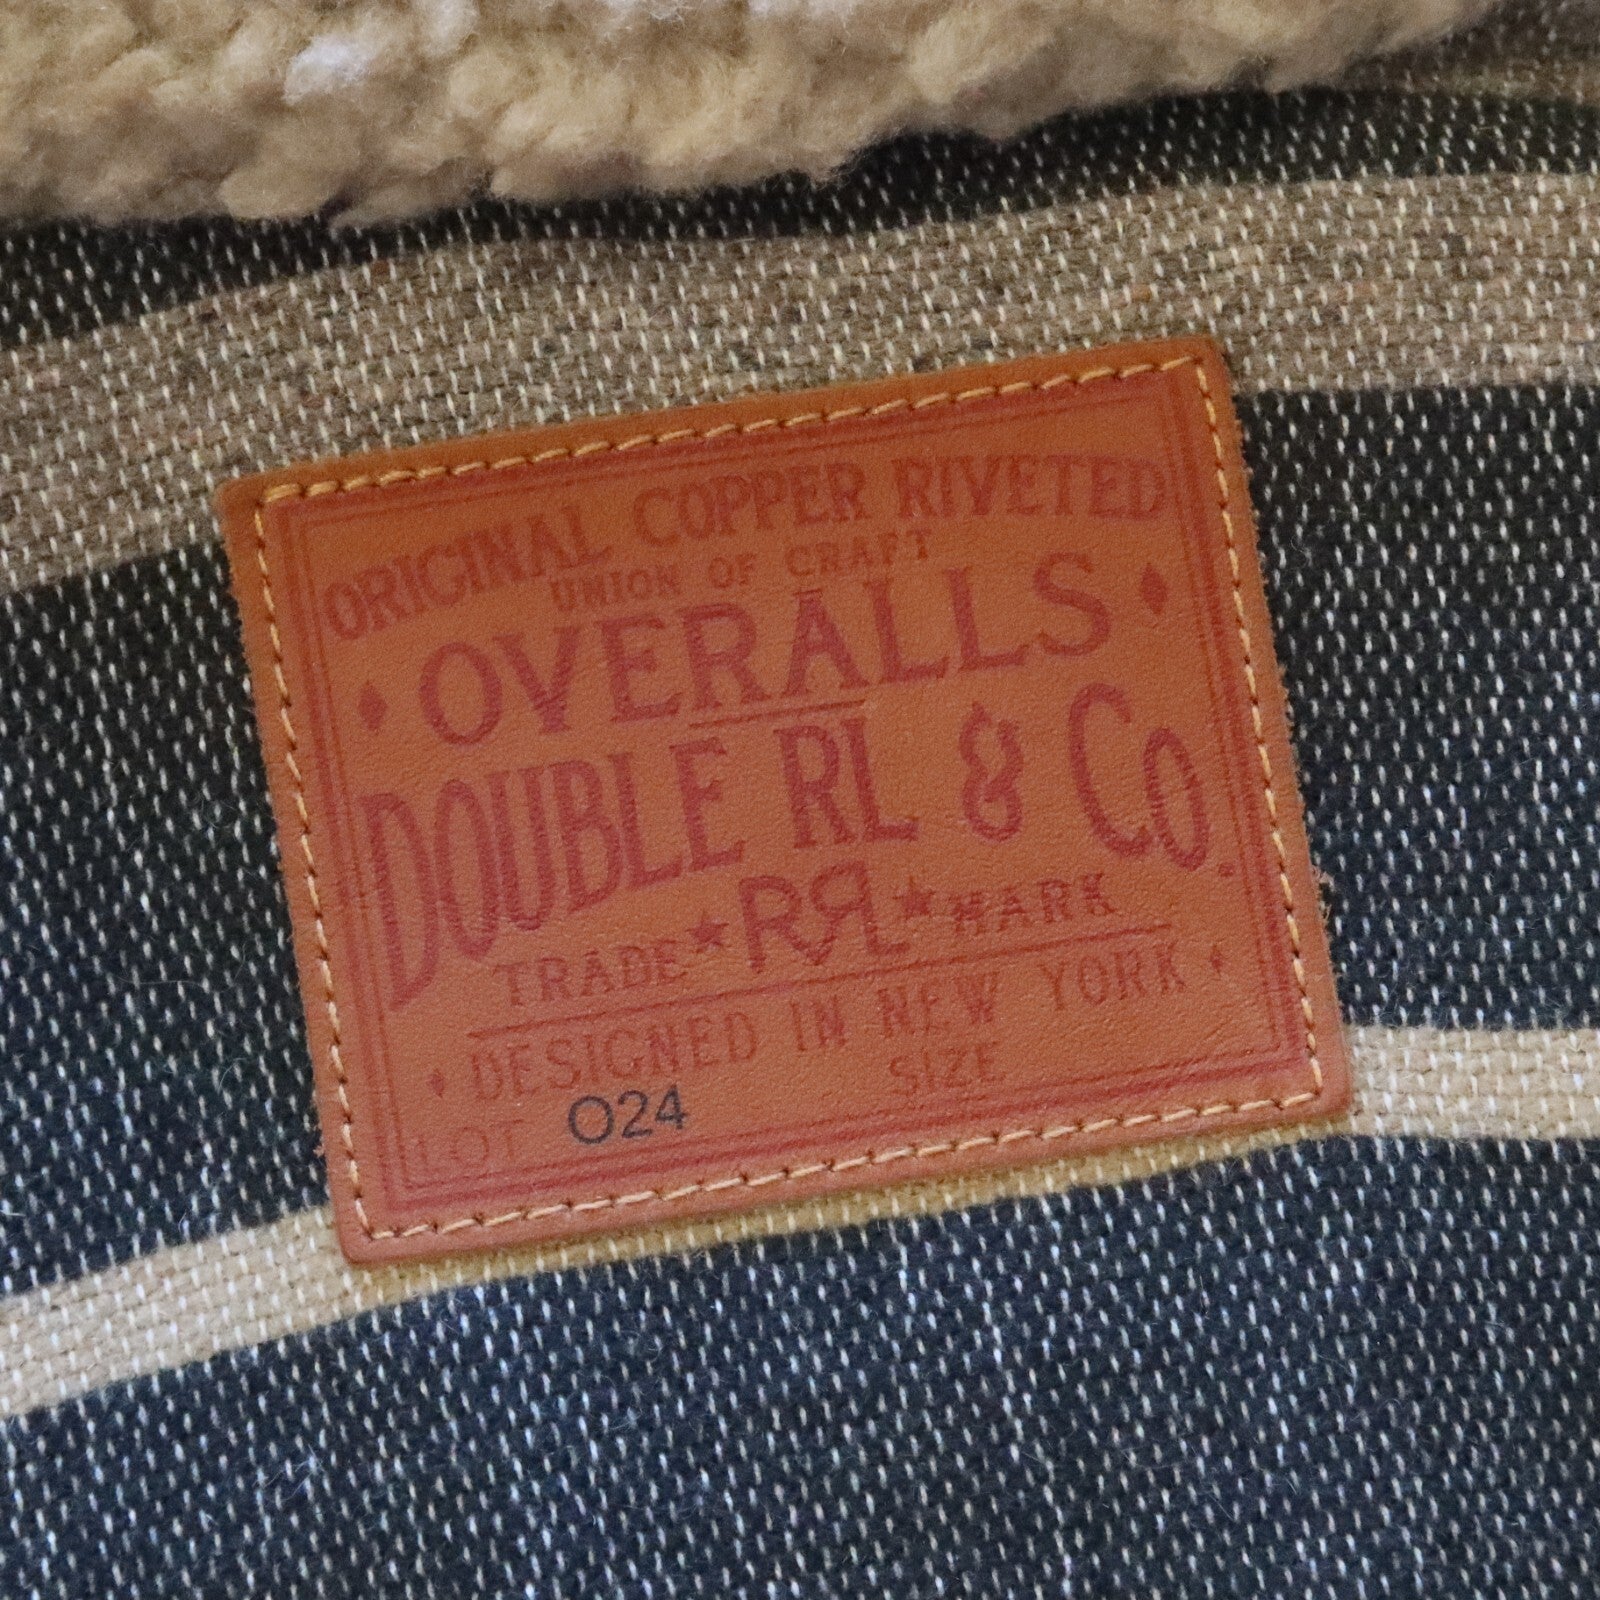 ORIGINAL COPPER RIVETED
UNION OF CRAFT
OVERALLS
DOUBLE RL & CO.
TRADE ★ RRL ★ MARK
DESIGNED IN NEW YORK
LOT 024 SIZE